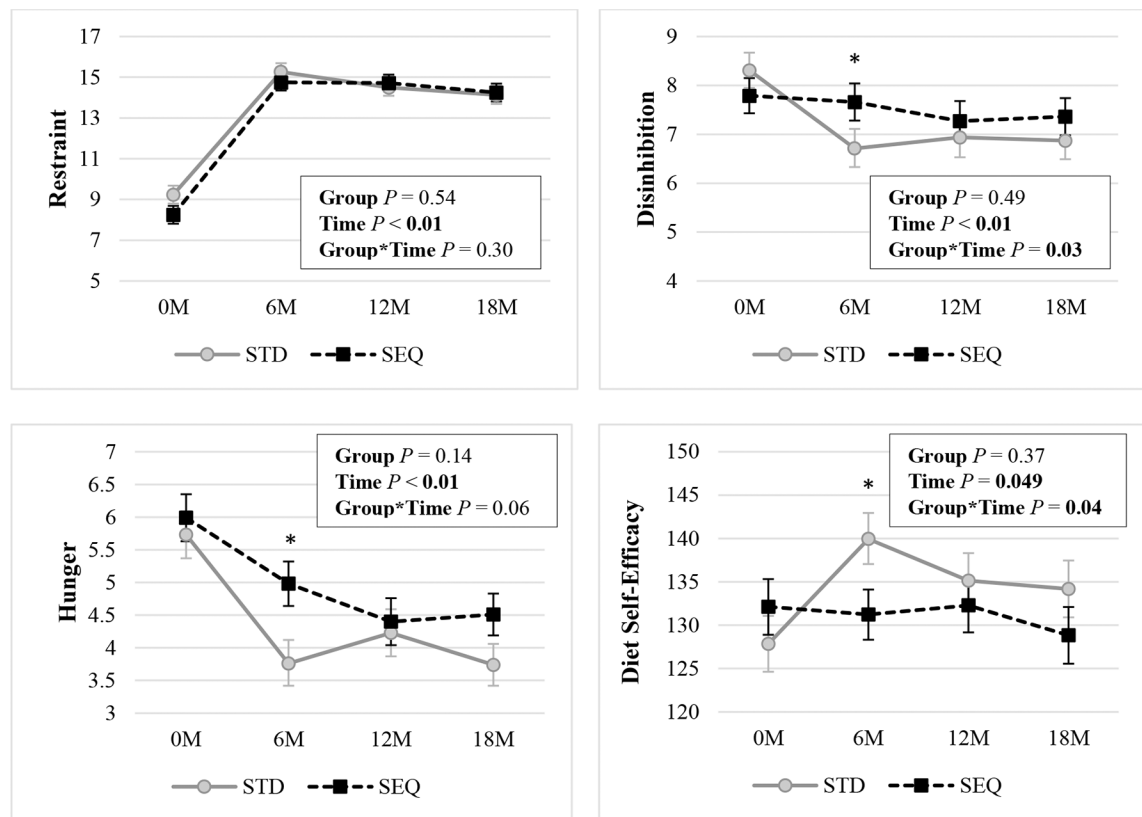 17
15
13
11
9
7
5
Restraint
Group P = 0.54
Time P < 0.01
Group*Time P = 0.30
0M 6M 12M 18M
STD SEQ
9
8
7
6
5
4
Disinhibition
*
Group P = 0.49
Time P < 0.01
Group*Time P = 0.03
0M 6M 12M 18M
STD SEQ
7
6.5
6
5.5
5
4.5
4
3.5
3
Hunger
Group P = 0.14
Time P < 0.01
Group*Time P = 0.06
*
0M 6M 12M 18M
STD SEQ
150
145
140
135
130
125
120
Diet Self-Efficacy
Group P = 0.37
Time P = 0.049
Group*Time P = 0.04
*
0M 6M 12M 18M
STD SEQ